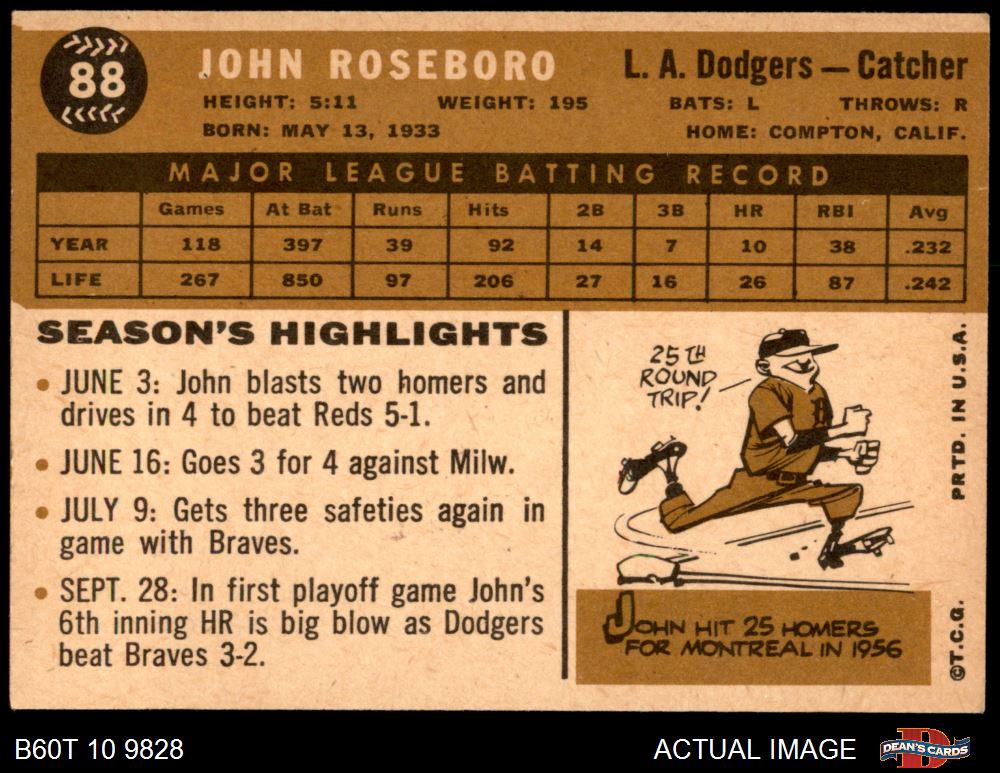 88
JOHN ROSEBORO
L. A. Dodgers — Catcher
HEIGHT: 5:11 WEIGHT: 195 BATS: L THROWS: R
BORN: MAY 13, 1933 HOME: COMPTON, CALIF.
MAJOR LEAGUE BATTING RECORD
Games At Bat Runs Hits 2B 3B HR RBI Avg
YEAR 118 397 39 92 14 7 10 38 .232
LIFE 267 850 97 206 27 16 26 87 .242
SEASON'S HIGHLIGHTS
• JUNE 3: John blasts two homers and
drives in 4 to beat Reds 5-1.
• JUNE 16: Goes 3 for 4 against Milw.
• JULY 9: Gets three safeties again in
game with Braves.
• SEPT. 28: In first playoff game John's
6th inning HR is big blow as Dodgers
beat Braves 3-2.
25TH
ROUND
TRIP!
JOHN HIT 25 HOMERS
FOR MONTREAL IN 1956
©T.C.G. PRTD. IN U.S.A.
B60T 10 9828
ACTUAL IMAGE
DEAN'S CARDS